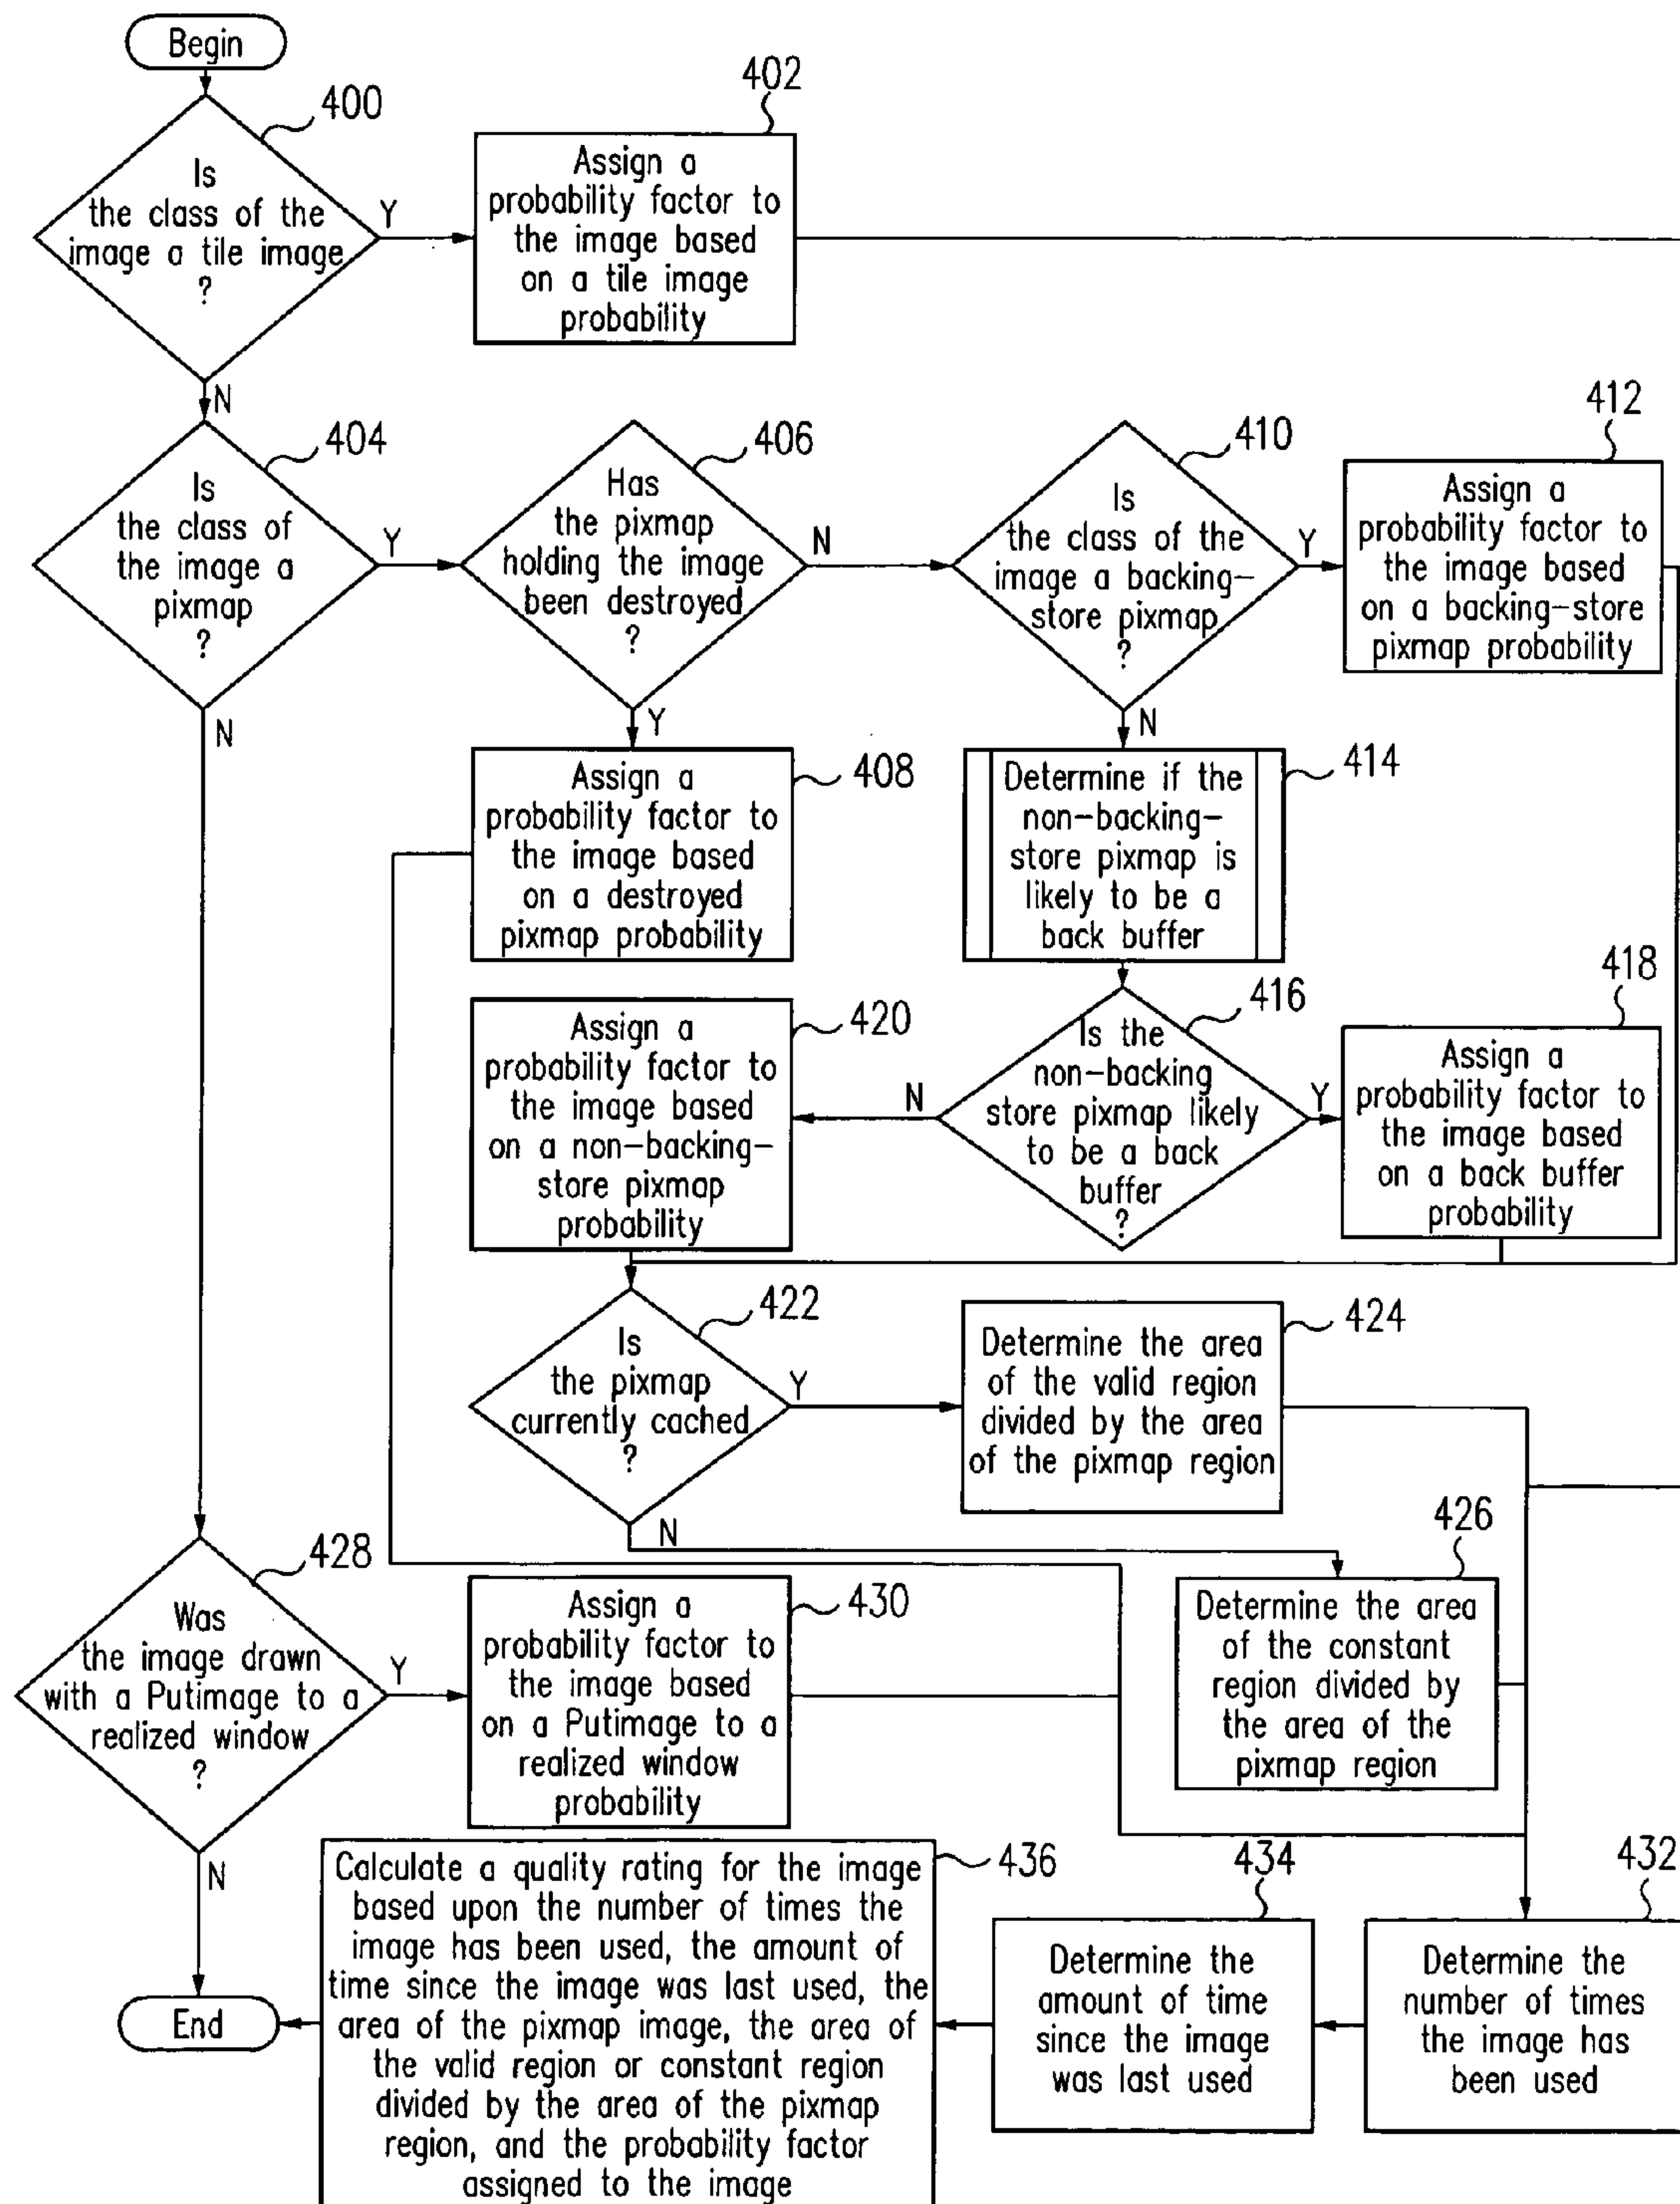 Begin
400
Is
the class of the
image a tile image
?
Y
N
402
Assign a
probability factor to
the image based
on a tile image
probability
404
Is
the class of
the image a
pixmap
?
Y
N
406
Has
the pixmap
holding the image
been destroyed
?
N
Y
410
Is
the class of the
image a backing-
store pixmap
?
Y
N
412
Assign a
probability factor to
the image based
on a backing-store
pixmap probability
408
Assign a
probability factor to
the image based
on a destroyed
pixmap probability
414
Determine if the
non-backing-
store pixmap is
likely to be a
back buffer
416
Is the
non-backing
store pixmap likely
to be a back
buffer
?
N
Y
418
Assign a
probability factor to
the image based
on a back buffer
probability
420
Assign a
probability factor to
the image based
on a non-backing-
store pixmap
probability
422
Is
the pixmap
currently cached
?
Y
N
424
Determine the area
of the valid region
divided by the area
of the pixmap region
426
Determine the area
of the constant
region divided by
the area of the
pixmap region
428
Was
the image drawn
with a Putimage to a
realized window
?
Y
N
430
Assign a
probability factor to
the image based
on a Putimage to a
realized window
probability
432
Determine the
number of times
the image has
been used
434
Determine the
amount of time
since the image
was last used
436
Calculate a quality rating for the image
based upon the number of times the
image has been used, the amount of
time since the image was last used, the
area of the pixmap image, the area of
the valid region or constant region
divided by the area of the pixmap
region, and the probability factor
assigned to the image
End